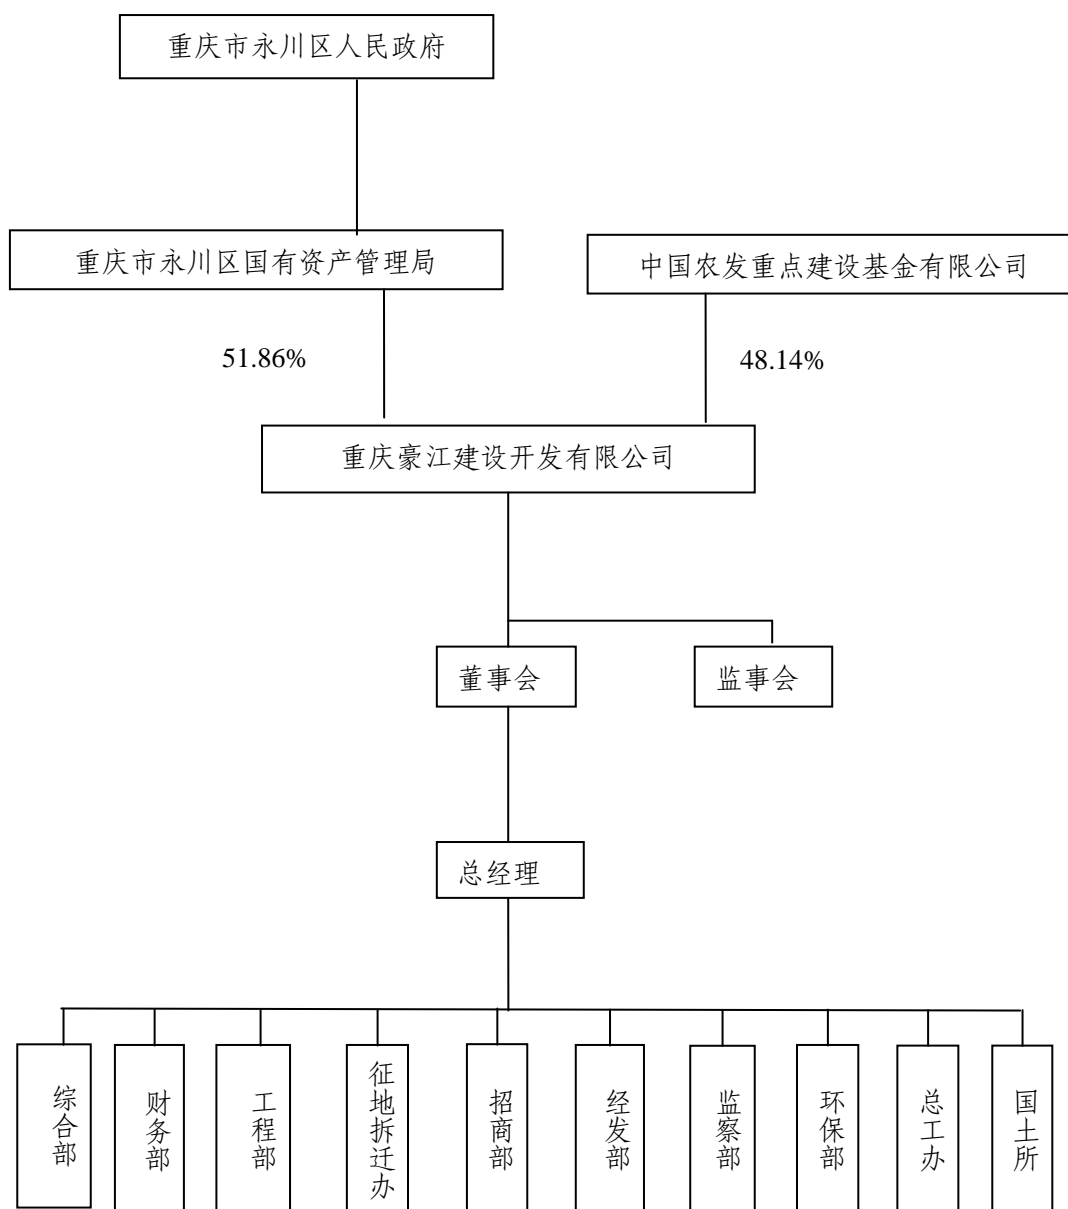 重庆市永川区人民政府
重庆市永川区国有资产管理局
中国农发重点建设基金有限公司
51.86%
48.14%
重庆豪江建设开发有限公司
董事会
监事会
总经理
综合部
财务部
工程部
征地拆迁办
招商部
经发部
监察部
环保部
总工办
国土所